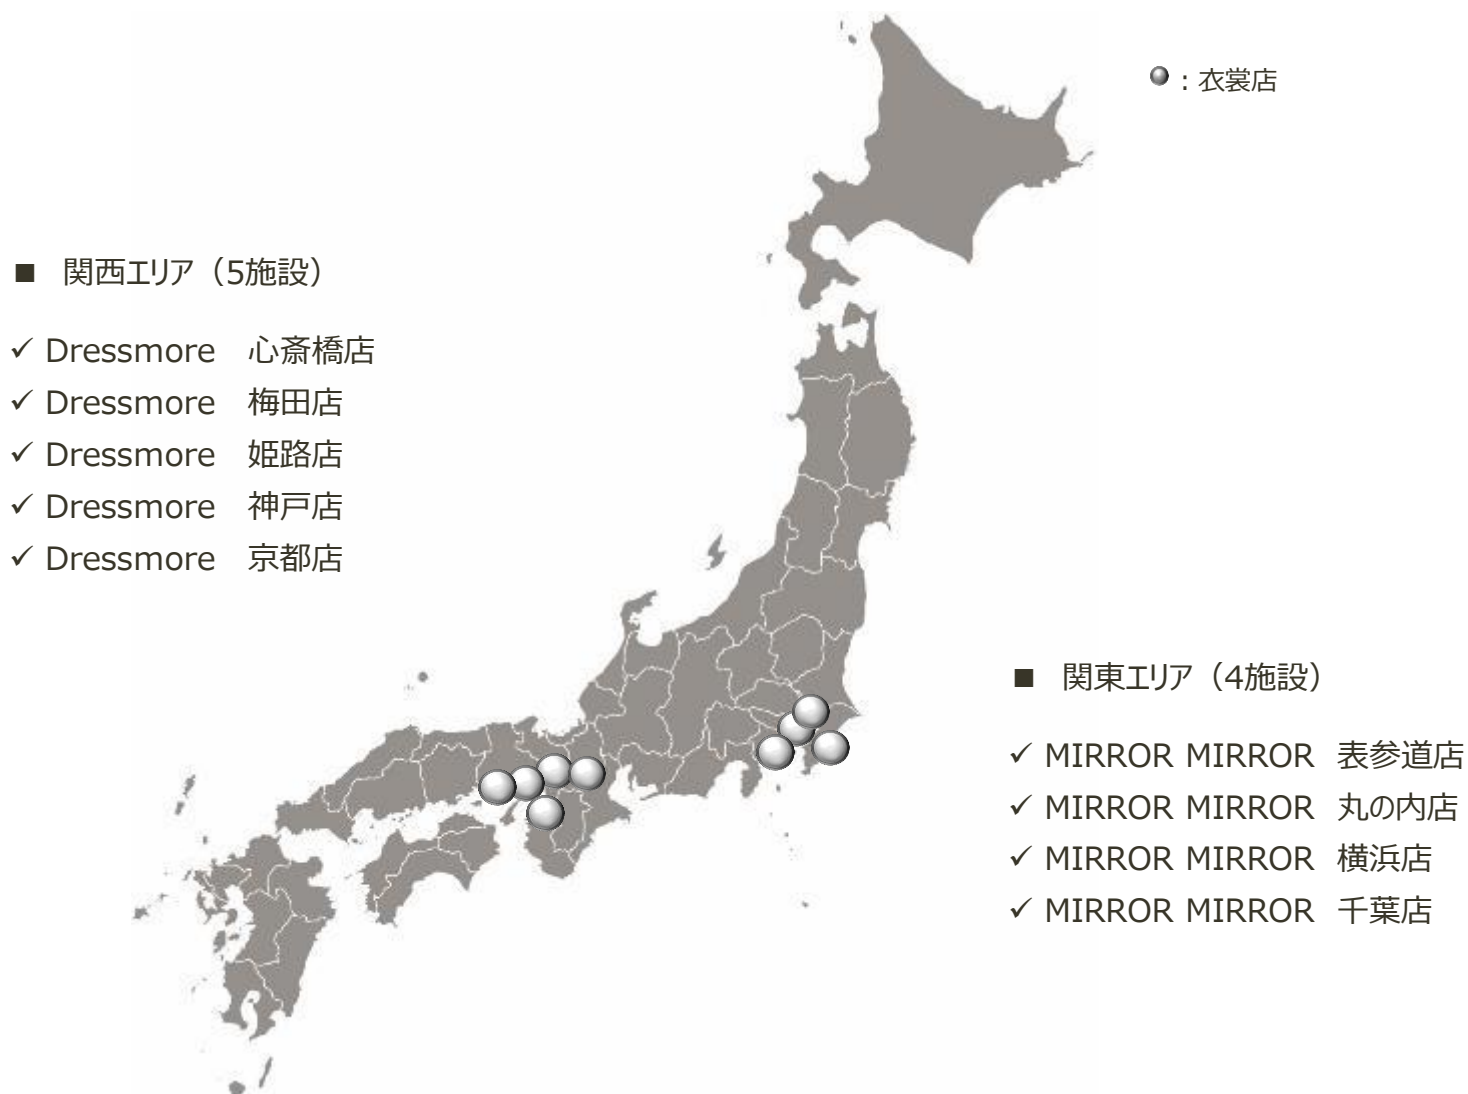 ：衣裳店
■ 関西エリア（5施設）
✓ Dressmore 心斎橋店
✓ Dressmore 梅田店
✓ Dressmore 姫路店
✓ Dressmore 神戸店
✓ Dressmore 京都店
■ 関東エリア（4施設）
✓ MIRROR MIRROR 表参道店
✓ MIRROR MIRROR 丸の内店
✓ MIRROR MIRROR 横浜店
✓ MIRROR MIRROR 千葉店